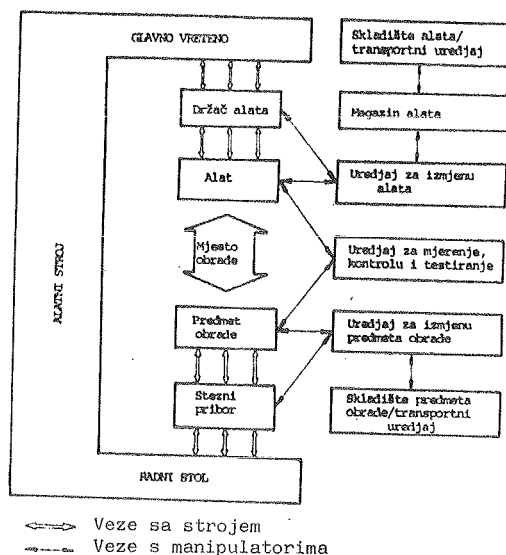 GLAVNO VRETENO
Skladište alata/
transportni uredjaj
Držač alata
Magazin alata
Alat
Uredjaj za izmjenu
alata
ALATNI STROJ
Mjesto
obrade
Uredjaj za mjerenje,
kontrolu i testiranje
Predmet
obrade
Uredjaj za izmjenu
predmeta obrade
Stezni
pribor
Skladište predmeta
obrade/transportni
uredjaj
RADNI STOL
Veze sa strojem
Veze s manipulatorima